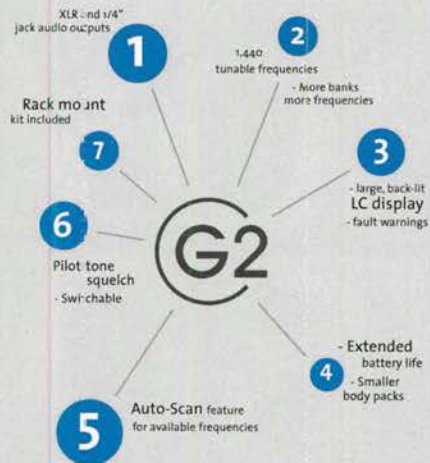 XLR and 1/4"
jack audio outputs
1
2
1,440
tunable frequencies
- More banks
more frequencies
3
- large, back-lit
LC display
- fault warnings
Rack mount
kit included
7
6
Pilot tone
squelch
- Switchable
G2
- Extended
battery life
4
- Smaller
body packs
5
Auto-Scan feature
for available frequencies